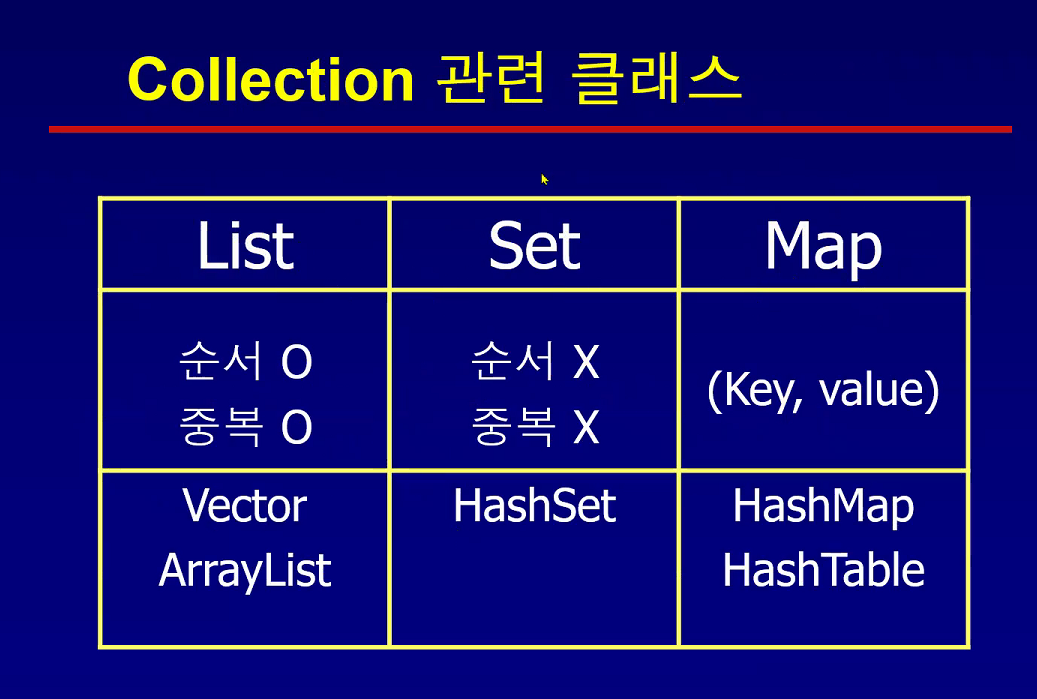 Collection 관련 클래스
List
Set
Map
순서 O
중복 O
순서 X
중복 X
(Key, value)
Vector
ArrayList
HashSet
HashMap
HashTable